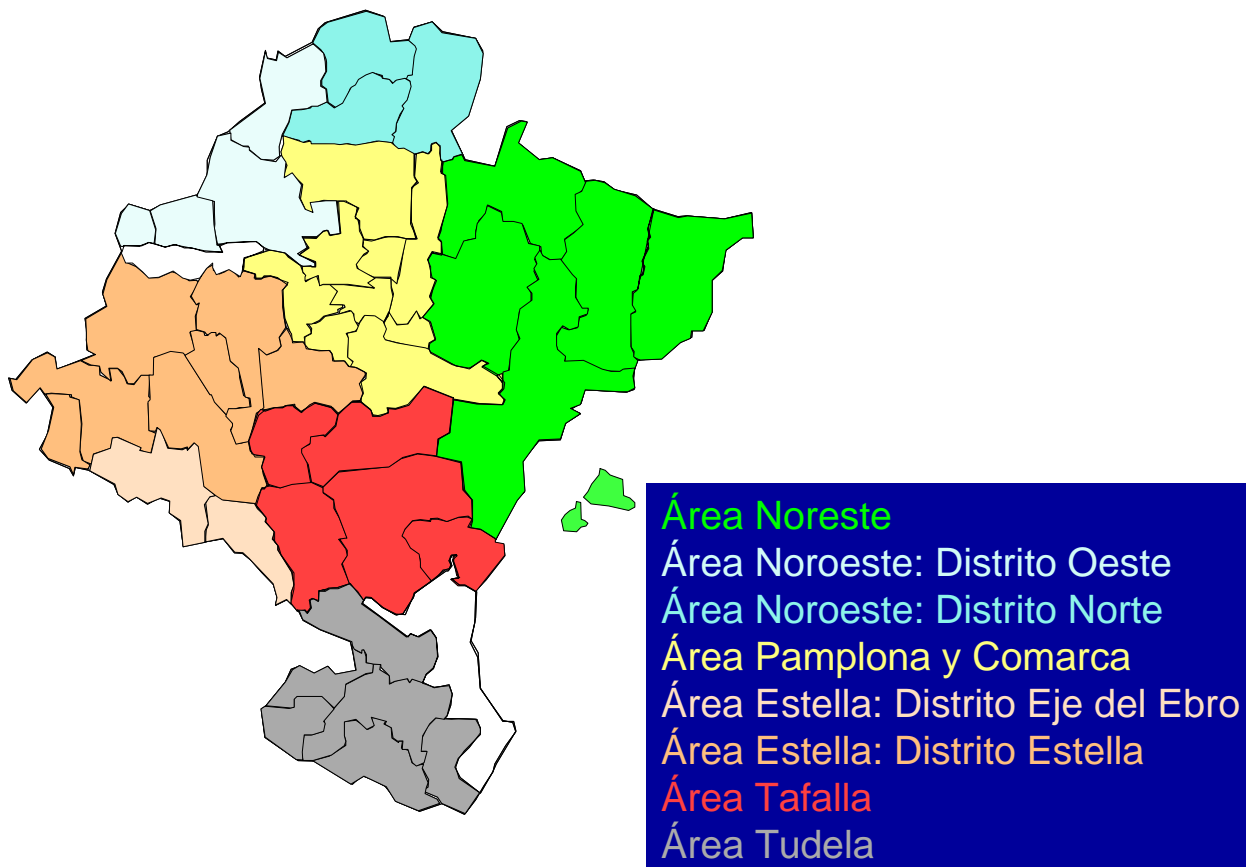 Área Noreste
Área Noroeste: Distrito Oeste
Área Noroeste: Distrito Norte
Área Pamplona y Comarca
Área Estella: Distrito Eje del Ebro
Área Estella: Distrito Estella
Área Tafalla
Área Tudela